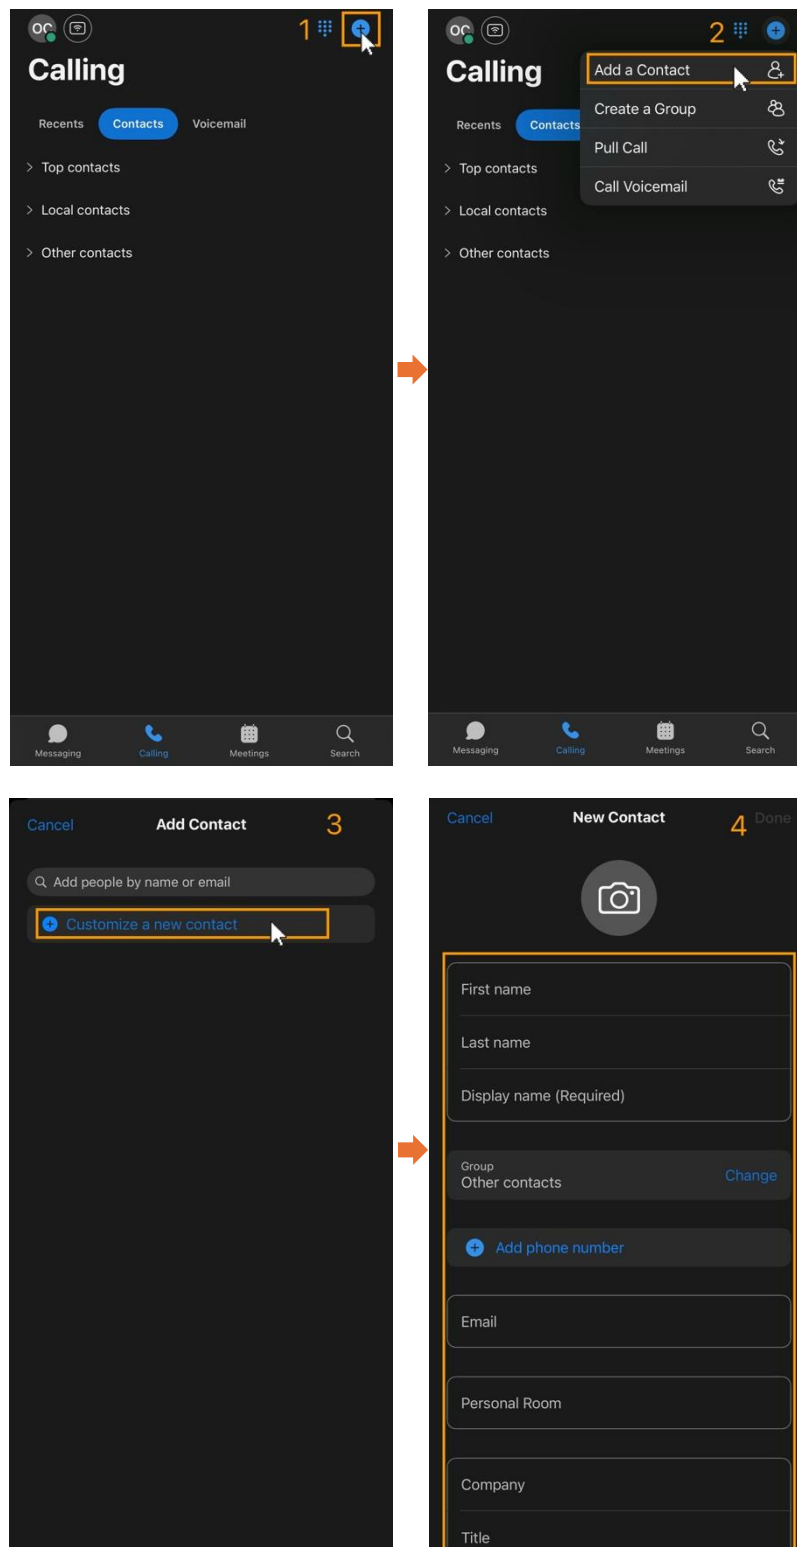 OC
1
Calling
Recents Contacts Voicemail
> Top contacts
> Local contacts
> Other contacts
Messaging Calling Meetings Search
OC
2
Calling
Add a Contact
Create a Group
Pull Call
Call Voicemail
Recents Contacts
> Top contacts
> Local contacts
> Other contacts
Messaging Calling Meetings Search
Cancel Add Contact 3
Add people by name or email
Customize a new contact
Cancel New Contact 4 Done
First name
Last name
Display name (Required)
Group
Other contacts Change
Add phone number
Email
Personal Room
Company
Title